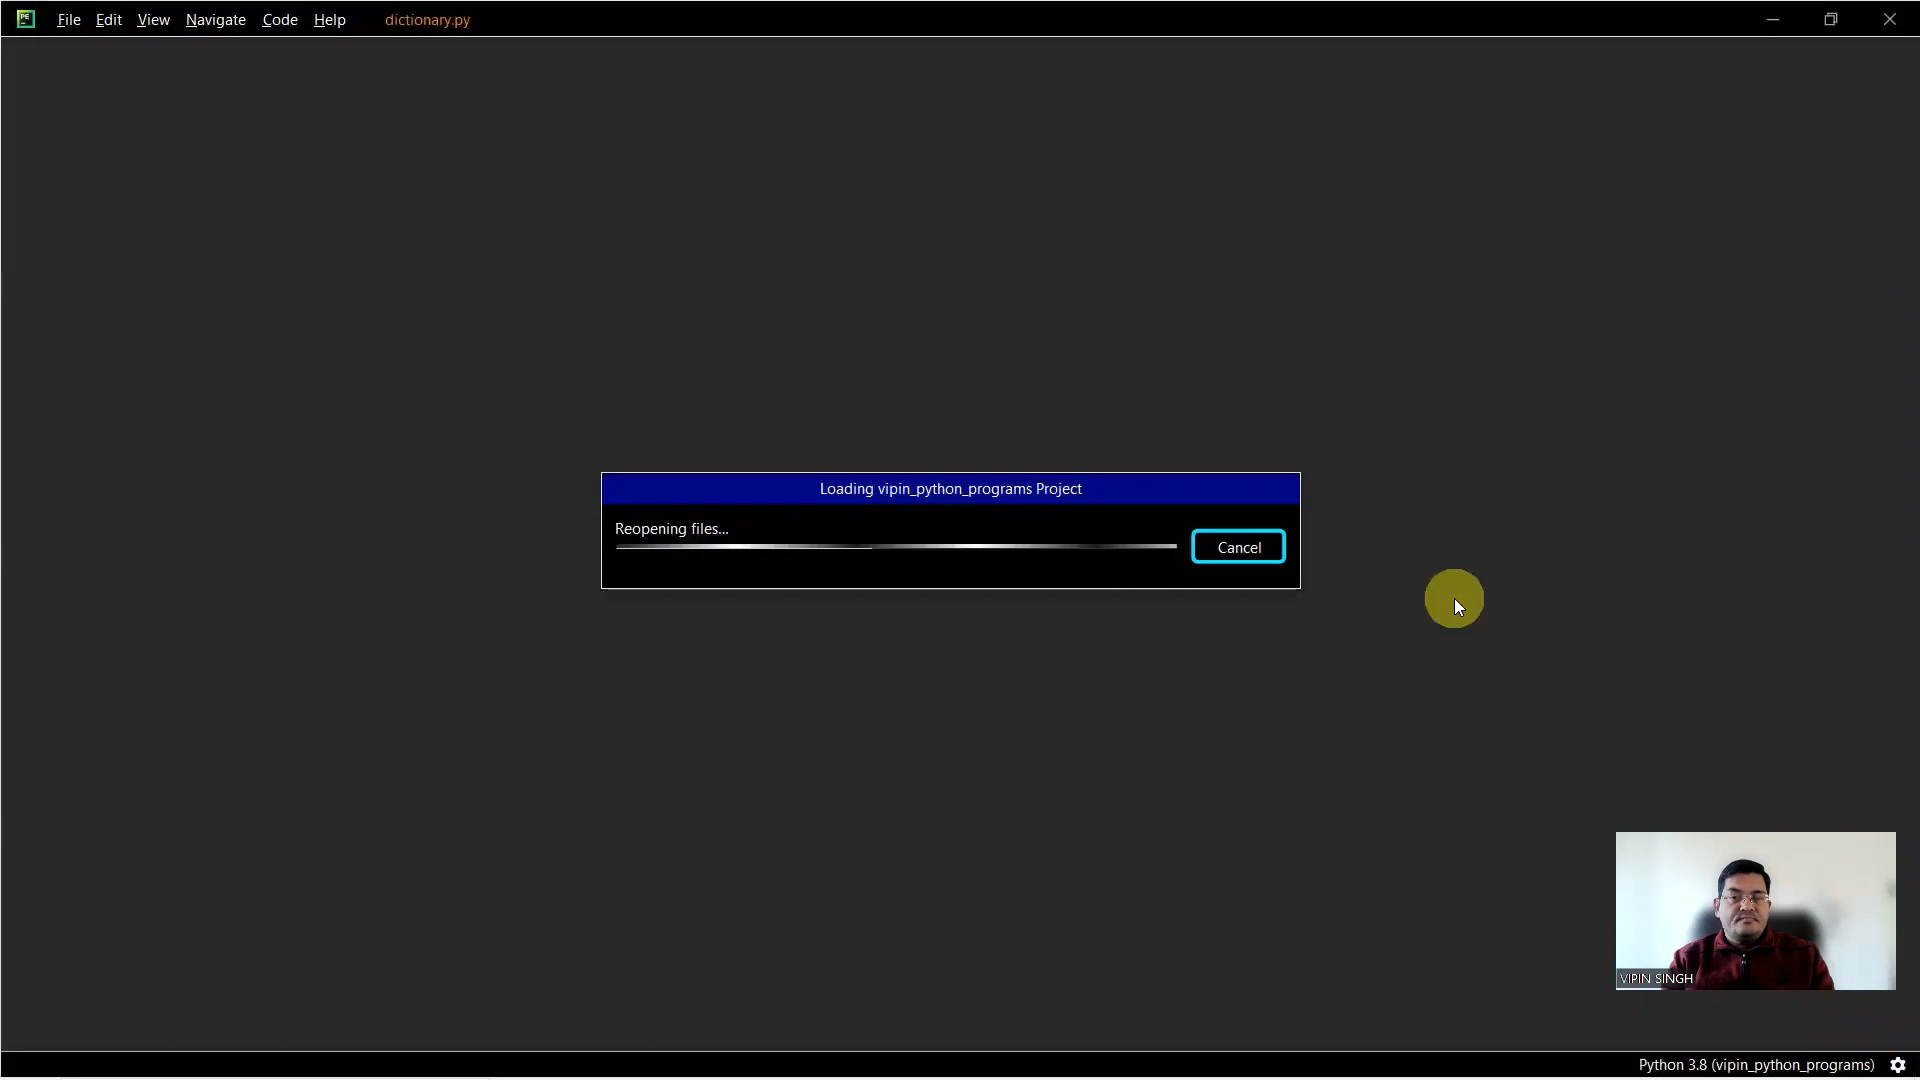 PE
File Edit View Navigate Code Help dictionary.py
Loading vipin_python_programs Project
Reopening files...
Cancel
VIPIN SINGH
Python 3.8 (vipin_python_programs)